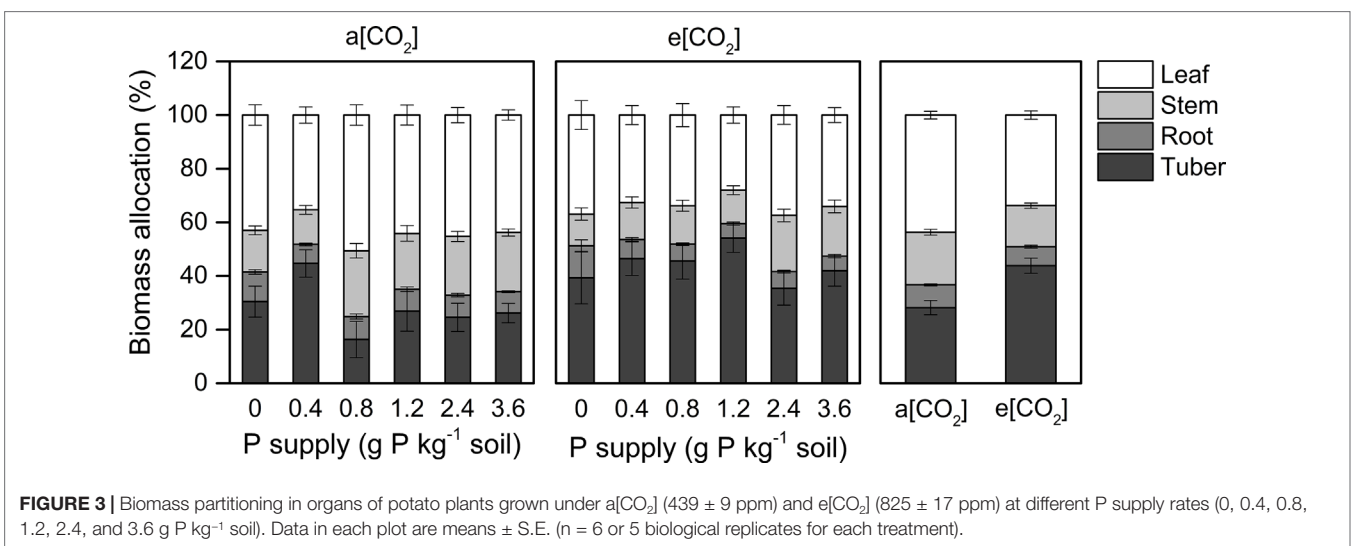 a[CO₂]
e[CO₂]
120
100
80
60
40
20
0
Biomass allocation (%)
0 0.4 0.8 1.2 2.4 3.6
P supply (g P kg⁻¹ soil)
0 0.4 0.8 1.2 2.4 3.6
P supply (g P kg⁻¹ soil)
a[CO₂] e[CO₂]
Leaf
Stem
Root
Tuber
FIGURE 3 | Biomass partitioning in organs of potato plants grown under a[CO₂] (439 ± 9 ppm) and e[CO₂] (825 ± 17 ppm) at different P supply rates (0, 0.4, 0.8,
1.2, 2.4, and 3.6 g P kg⁻¹ soil). Data in each plot are means ± S.E. (n = 6 or 5 biological replicates for each treatment).